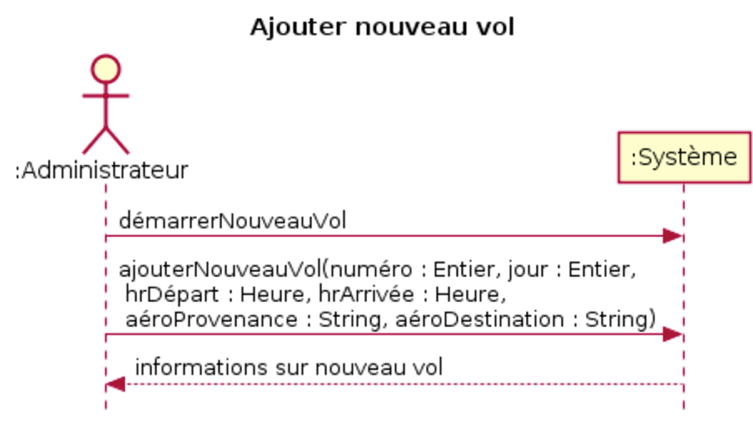 Ajouter nouveau vol
:Administrateur
:Système
démarrerNouveauVol
ajouterNouveauVol(numéro : Entier, jour : Entier,
hrDépart : Heure, hrArrivée : Heure,
aéroProvenance : String, aéroDestination : String)
informations sur nouveau vol